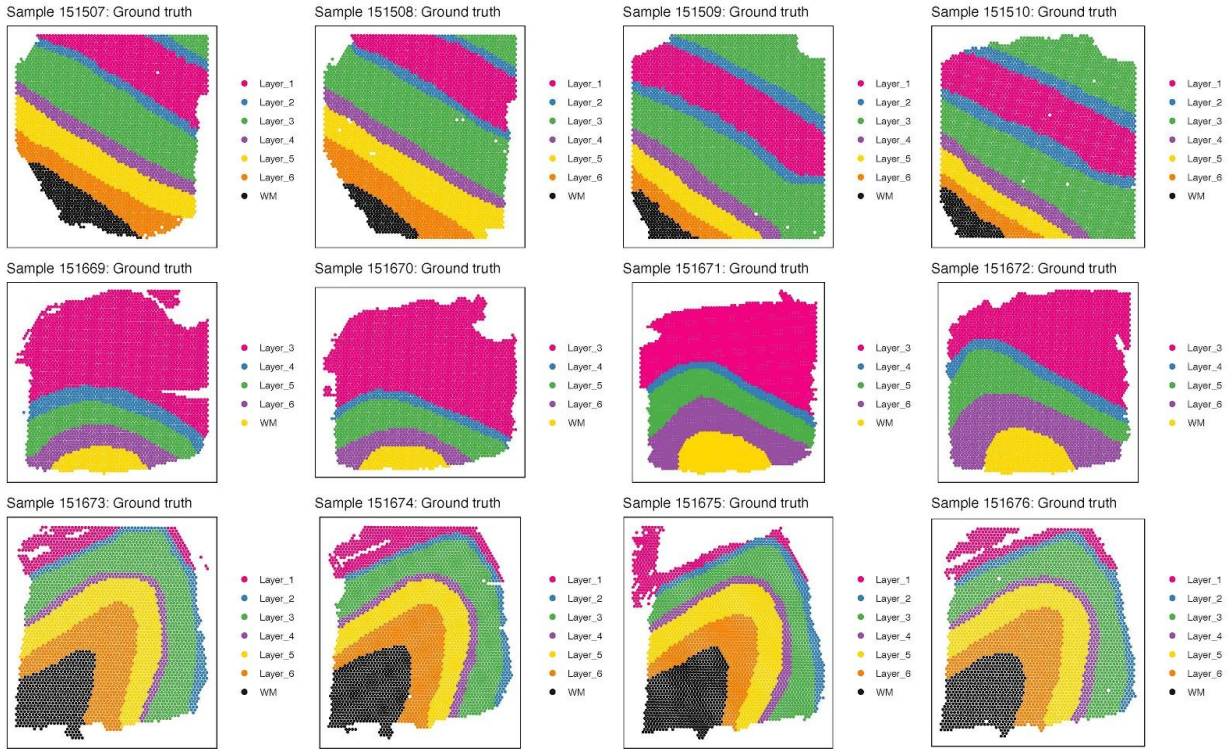 Sample 151507: Ground truth
Layer_1
Layer_2
Layer_3
Layer_4
Layer_5
Layer_6
WM
Sample 151508: Ground truth
Layer_1
Layer_2
Layer_3
Layer_4
Layer_5
Layer_6
WM
Sample 151509: Ground truth
Layer_1
Layer_2
Layer_3
Layer_4
Layer_5
Layer_6
WM
Sample 151510: Ground truth
Layer_1
Layer_2
Layer_3
Layer_4
Layer_5
Layer_6
WM
Sample 151669: Ground truth
Layer_3
Layer_4
Layer_5
Layer_6
WM
Sample 151670: Ground truth
Layer_3
Layer_4
Layer_5
Layer_6
WM
Sample 151671: Ground truth
Layer_3
Layer_4
Layer_5
Layer_6
WM
Sample 151672: Ground truth
Layer_3
Layer_4
Layer_5
Layer_6
WM
Sample 151673: Ground truth
Layer_1
Layer_2
Layer_3
Layer_4
Layer_5
Layer_6
WM
Sample 151674: Ground truth
Layer_1
Layer_2
Layer_3
Layer_4
Layer_5
Layer_6
WM
Sample 151675: Ground truth
Layer_1
Layer_2
Layer_3
Layer_4
Layer_5
Layer_6
WM
Sample 151676: Ground truth
Layer_1
Layer_2
Layer_3
Layer_4
Layer_5
Layer_6
WM